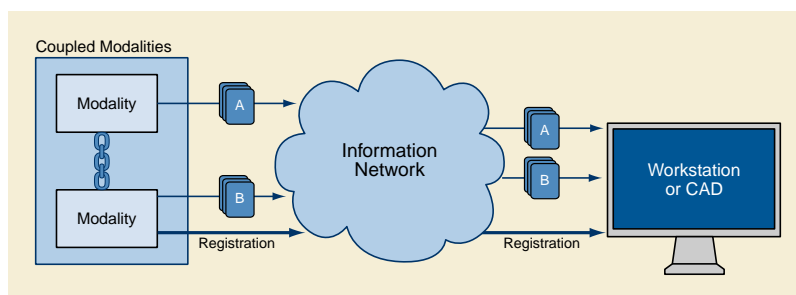 Coupled Modalities
Modality
A
Information
Network
A
Workstation
or CAD
B
Modality
B
Registration
Registration